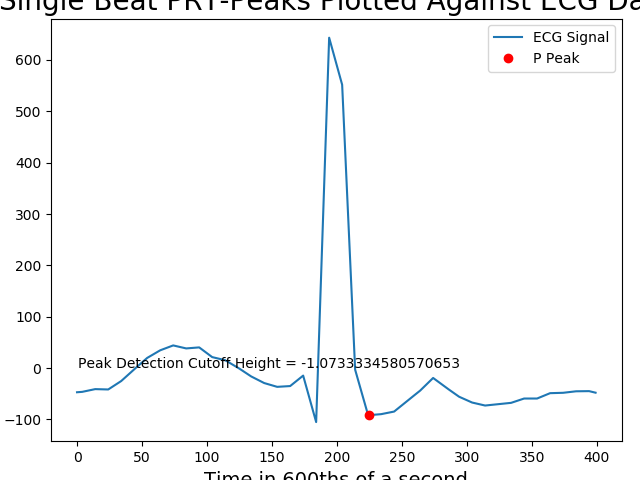 Single Beat PRT-Peaks Plotted Against ECG Da
ECG Signal
P Peak
600
500
400
300
200
100
0
−100
Peak Detection Cutoff Height = -1.0733334580570653
0 50 100 150 200 250 300 350 400
Time in 600ths of a second